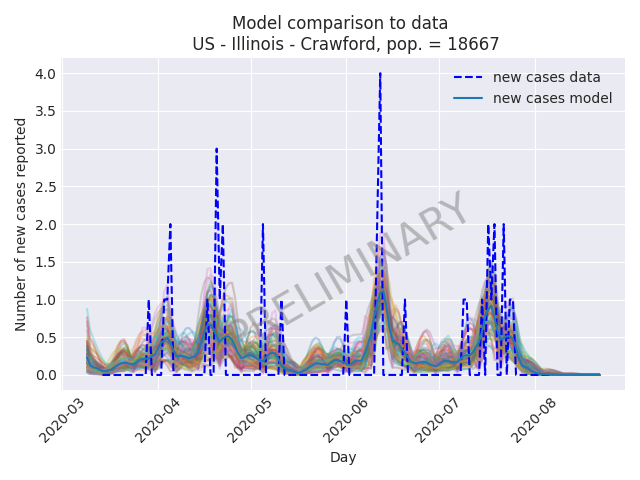 Model comparison to data
US - Illinois - Crawford, pop. = 18667
4.0
3.5
3.0
2.5
2.0
1.5
1.0
0.5
0.0
Number of new cases reported
new cases data
new cases model
PRELIMINARY
2020-03
2020-04
2020-05
2020-06
2020-07
2020-08
Day